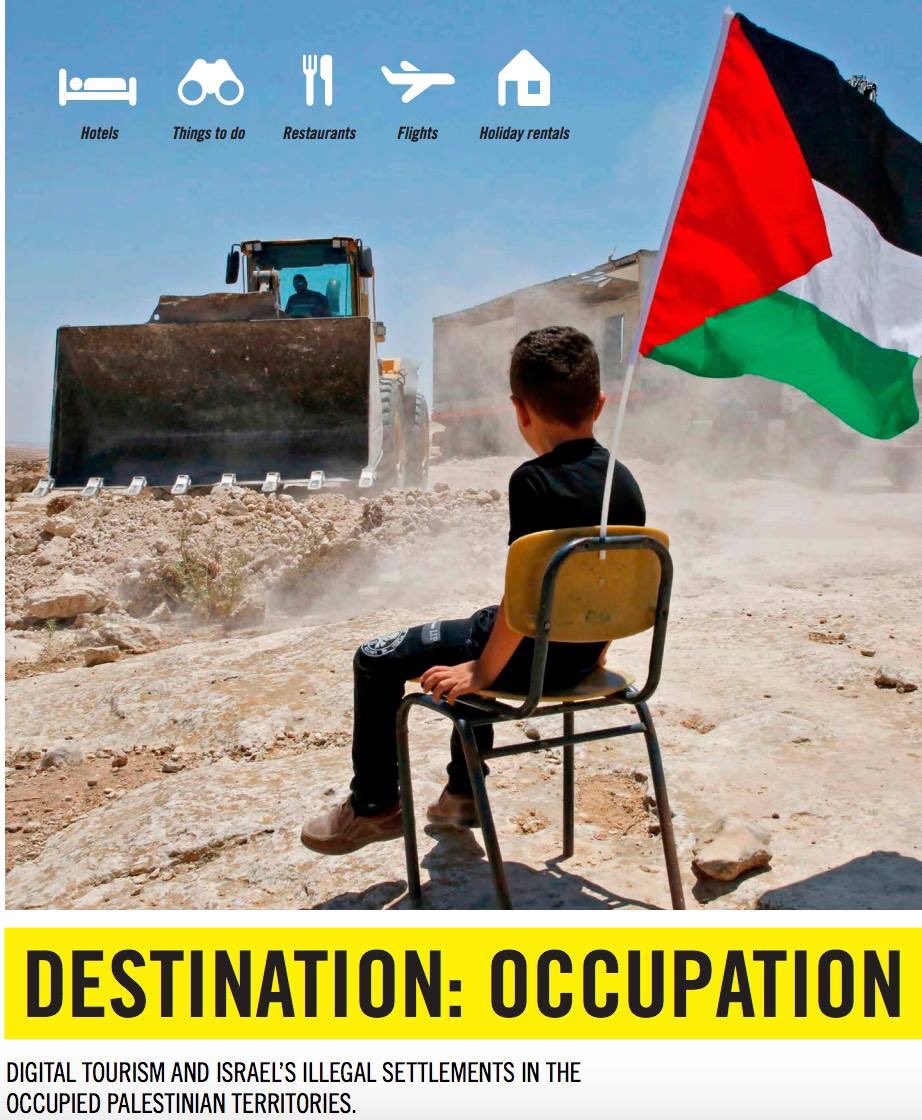 Hotels Things to do Restaurants Flights Holiday rentals
DESTINATION: OCCUPATION
DIGITAL TOURISM AND ISRAEL'S ILLEGAL SETTLEMENTS IN THE
OCCUPIED PALESTINIAN TERRITORIES.